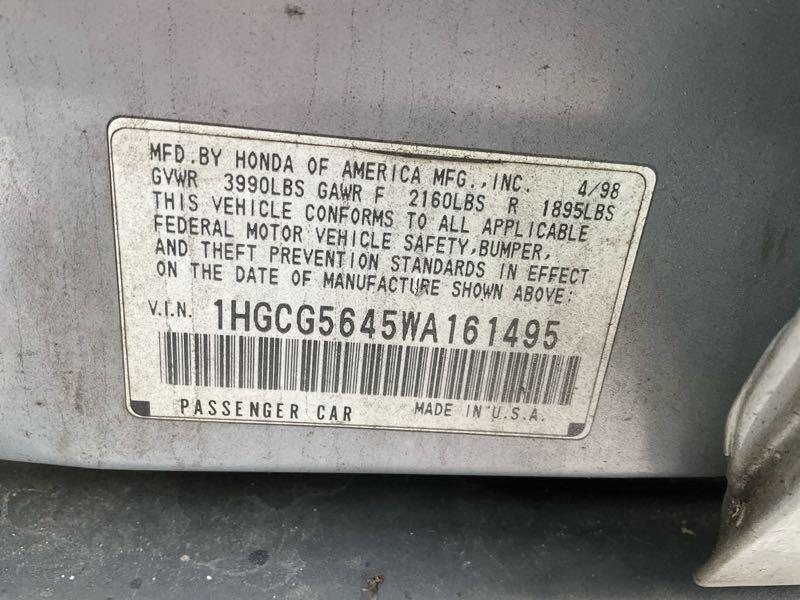 MFD.BY HONDA OF AMERICA MFG.,INC. 4/98
GVWR 3990LBS GAWR F 2160LBS R 1895LBS
THIS VEHICLE CONFORMS TO ALL APPLICABLE
FEDERAL MOTOR VEHICLE SAFETY,BUMPER,
AND THEFT PREVENTION STANDARDS IN EFFECT
ON THE DATE OF MANUFACTURE SHOWN ABOVE:
V.I.N. 1HGCG5645WA161495
PASSENGER CAR MADE IN U.S.A.